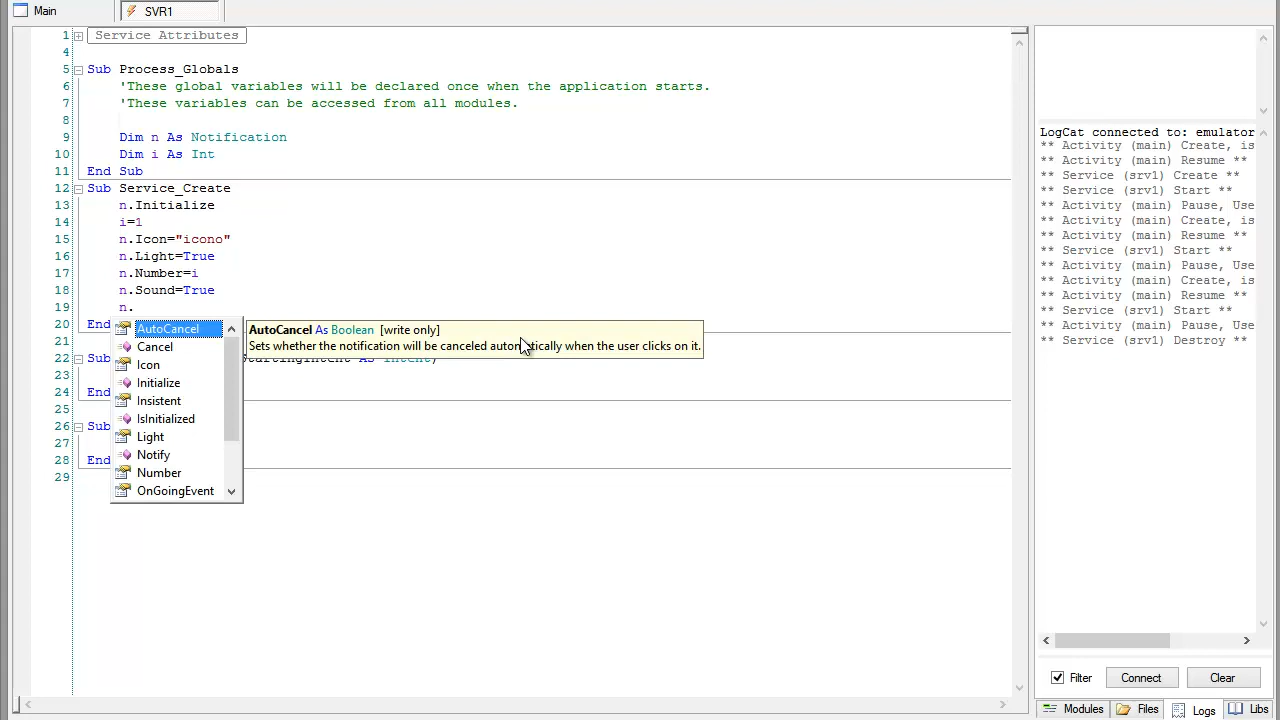 Main SVR1
1 Service Attributes
4
5 Sub Process_Globals
6 'These global variables will be declared once when the application starts.
7 'These variables can be accessed from all modules.
8
9 Dim n As Notification
10 Dim i As Int
11 End Sub
12 Sub Service_Create
13 n.Initialize
14 i=1
15 n.Icon="icono"
16 n.Light=True
17 n.Number=i
18 n.Sound=True
19 n.
20 End
21
22 Sub As
23
24 End
25
26 Sub
27
28 End
29
AutoCancel
Cancel
Icon
Initialize
Insistent
IsInitialized
Light
Notify
Number
OnGoingEvent
AutoCancel As Boolean [write only]
Sets whether the notification will be canceled automatically when the user clicks on it.
LogCat connected to: emulator
** Activity (main) Create, is
** Activity (main) Resume **
** Service (srv1) Create **
** Service (srv1) Start **
** Activity (main) Pause, Use
** Activity (main) Create, is
** Activity (main) Resume **
** Service (srv1) Start **
** Activity (main) Pause, Use
** Activity (main) Create, is
** Activity (main) Resume **
** Service (srv1) Start **
** Activity (main) Pause, Use
** Service (srv1) Destroy **
Filter Connect Clear
Modules Files Logs Libs